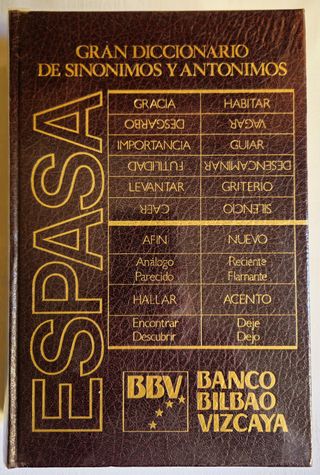 GRAN DICCIONARIO
DE SINONIMOS Y ANTONIMOS
ESPASA
GRACIA HABITAR
DESGARBO VAGAR
IMPORTANCIA GUIAR
FUTILIDAD DESENCAMINAR
LEVANTAR GRITERIO
CAER SILENCIO
AFIN NUEVO
Análogo Reciente
Parecido Flamante
HALLAR ACENTO
Encontrar Deje
Descubrir Dejo
BBV BANCO
BILBAO
VIZCAYA